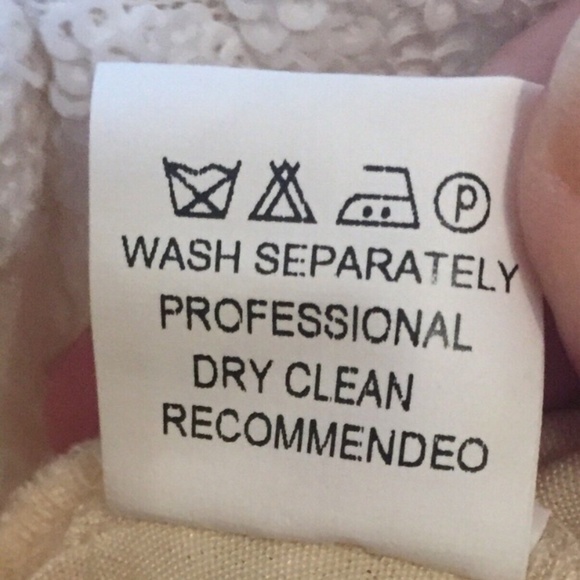 P
WASH SEPARATELY
PROFESSIONAL
DRY CLEAN
RECOMMENDEO